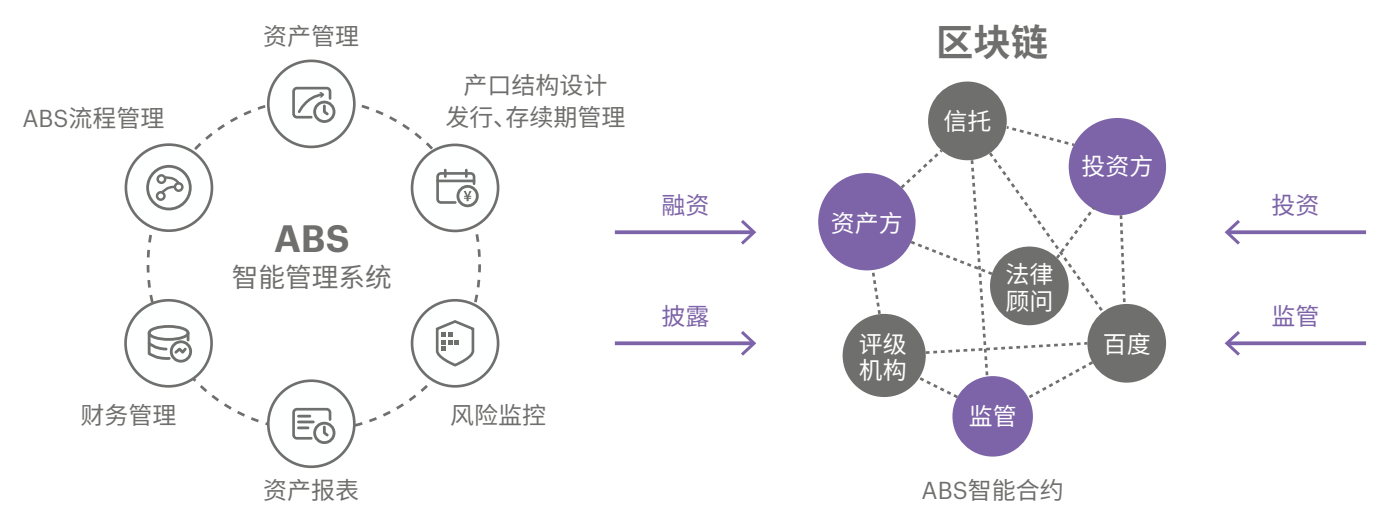 资产管理
产口结构设计
发行、存续期管理
ABS流程管理
ABS
智能管理系统
财务管理
风险监控
资产报表
融资
披露
区块链
信托
投资方
资产方
法律
顾问
评级
机构
百度
监管
ABS智能合约
投资
监管